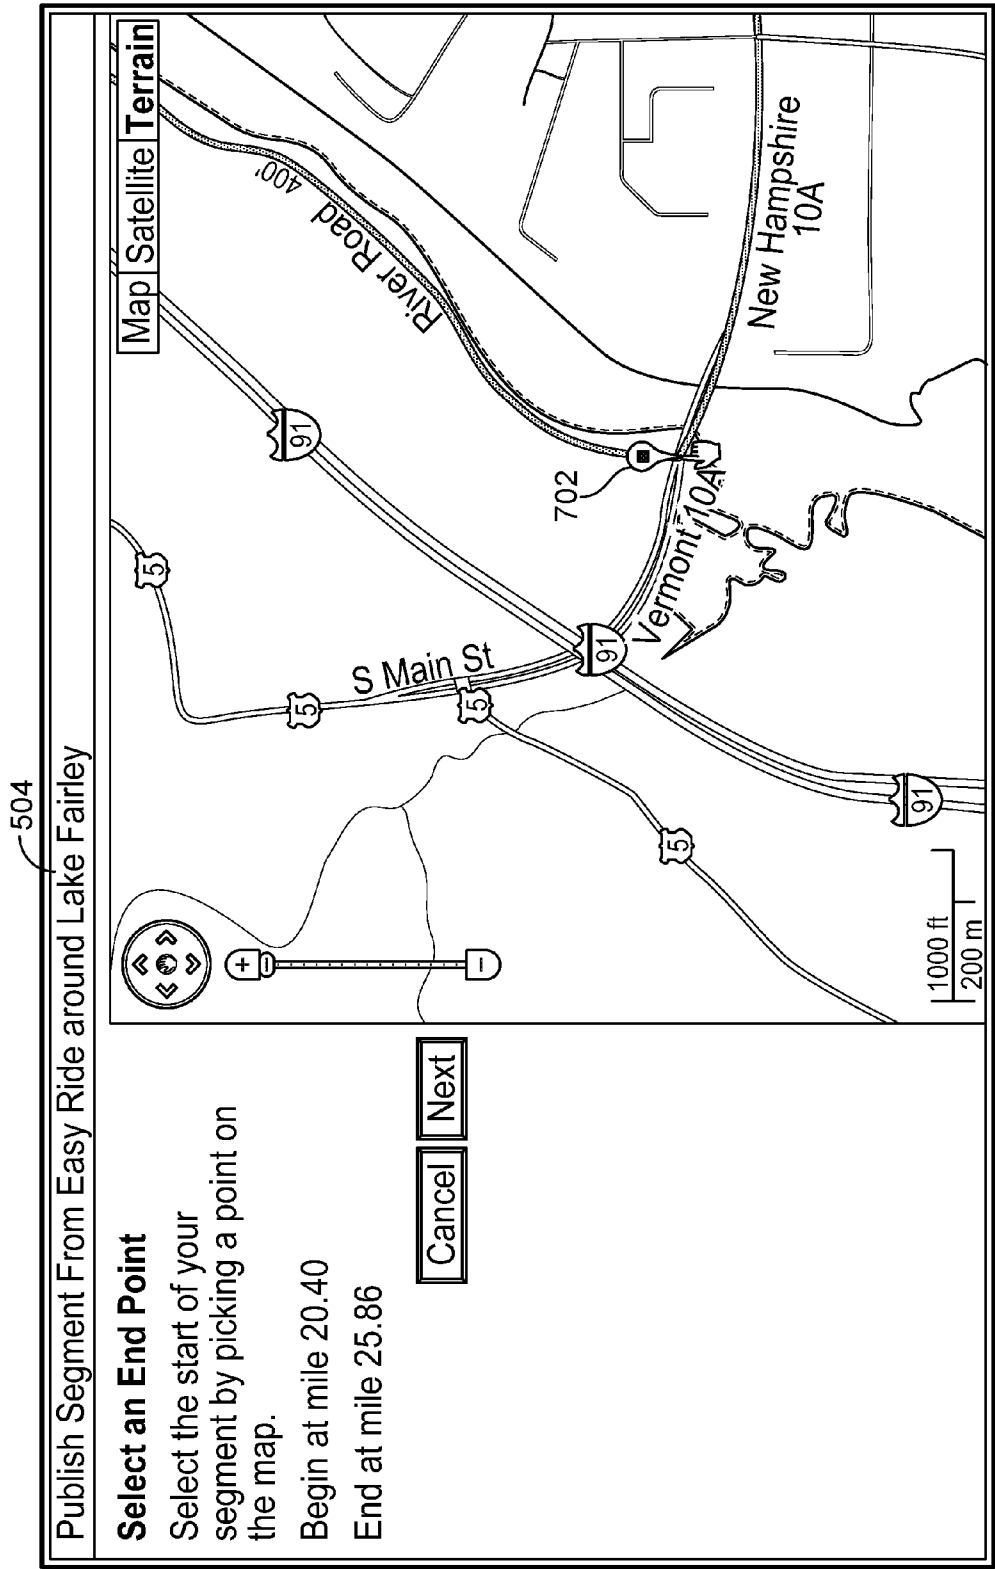 504
Publish Segment From Easy Ride around Lake Fairley
Select an End Point
Select the start of your
segment by picking a point on
the map.
Begin at mile 20.40
End at mile 25.86
Cancel
Next
Map
Satellite
Terrain
+
−
−
5
5
5
5
91
91
91
S Main St
River Road
400'
702
Vermont 10A
New Hampshire
10A
1000 ft
200 m